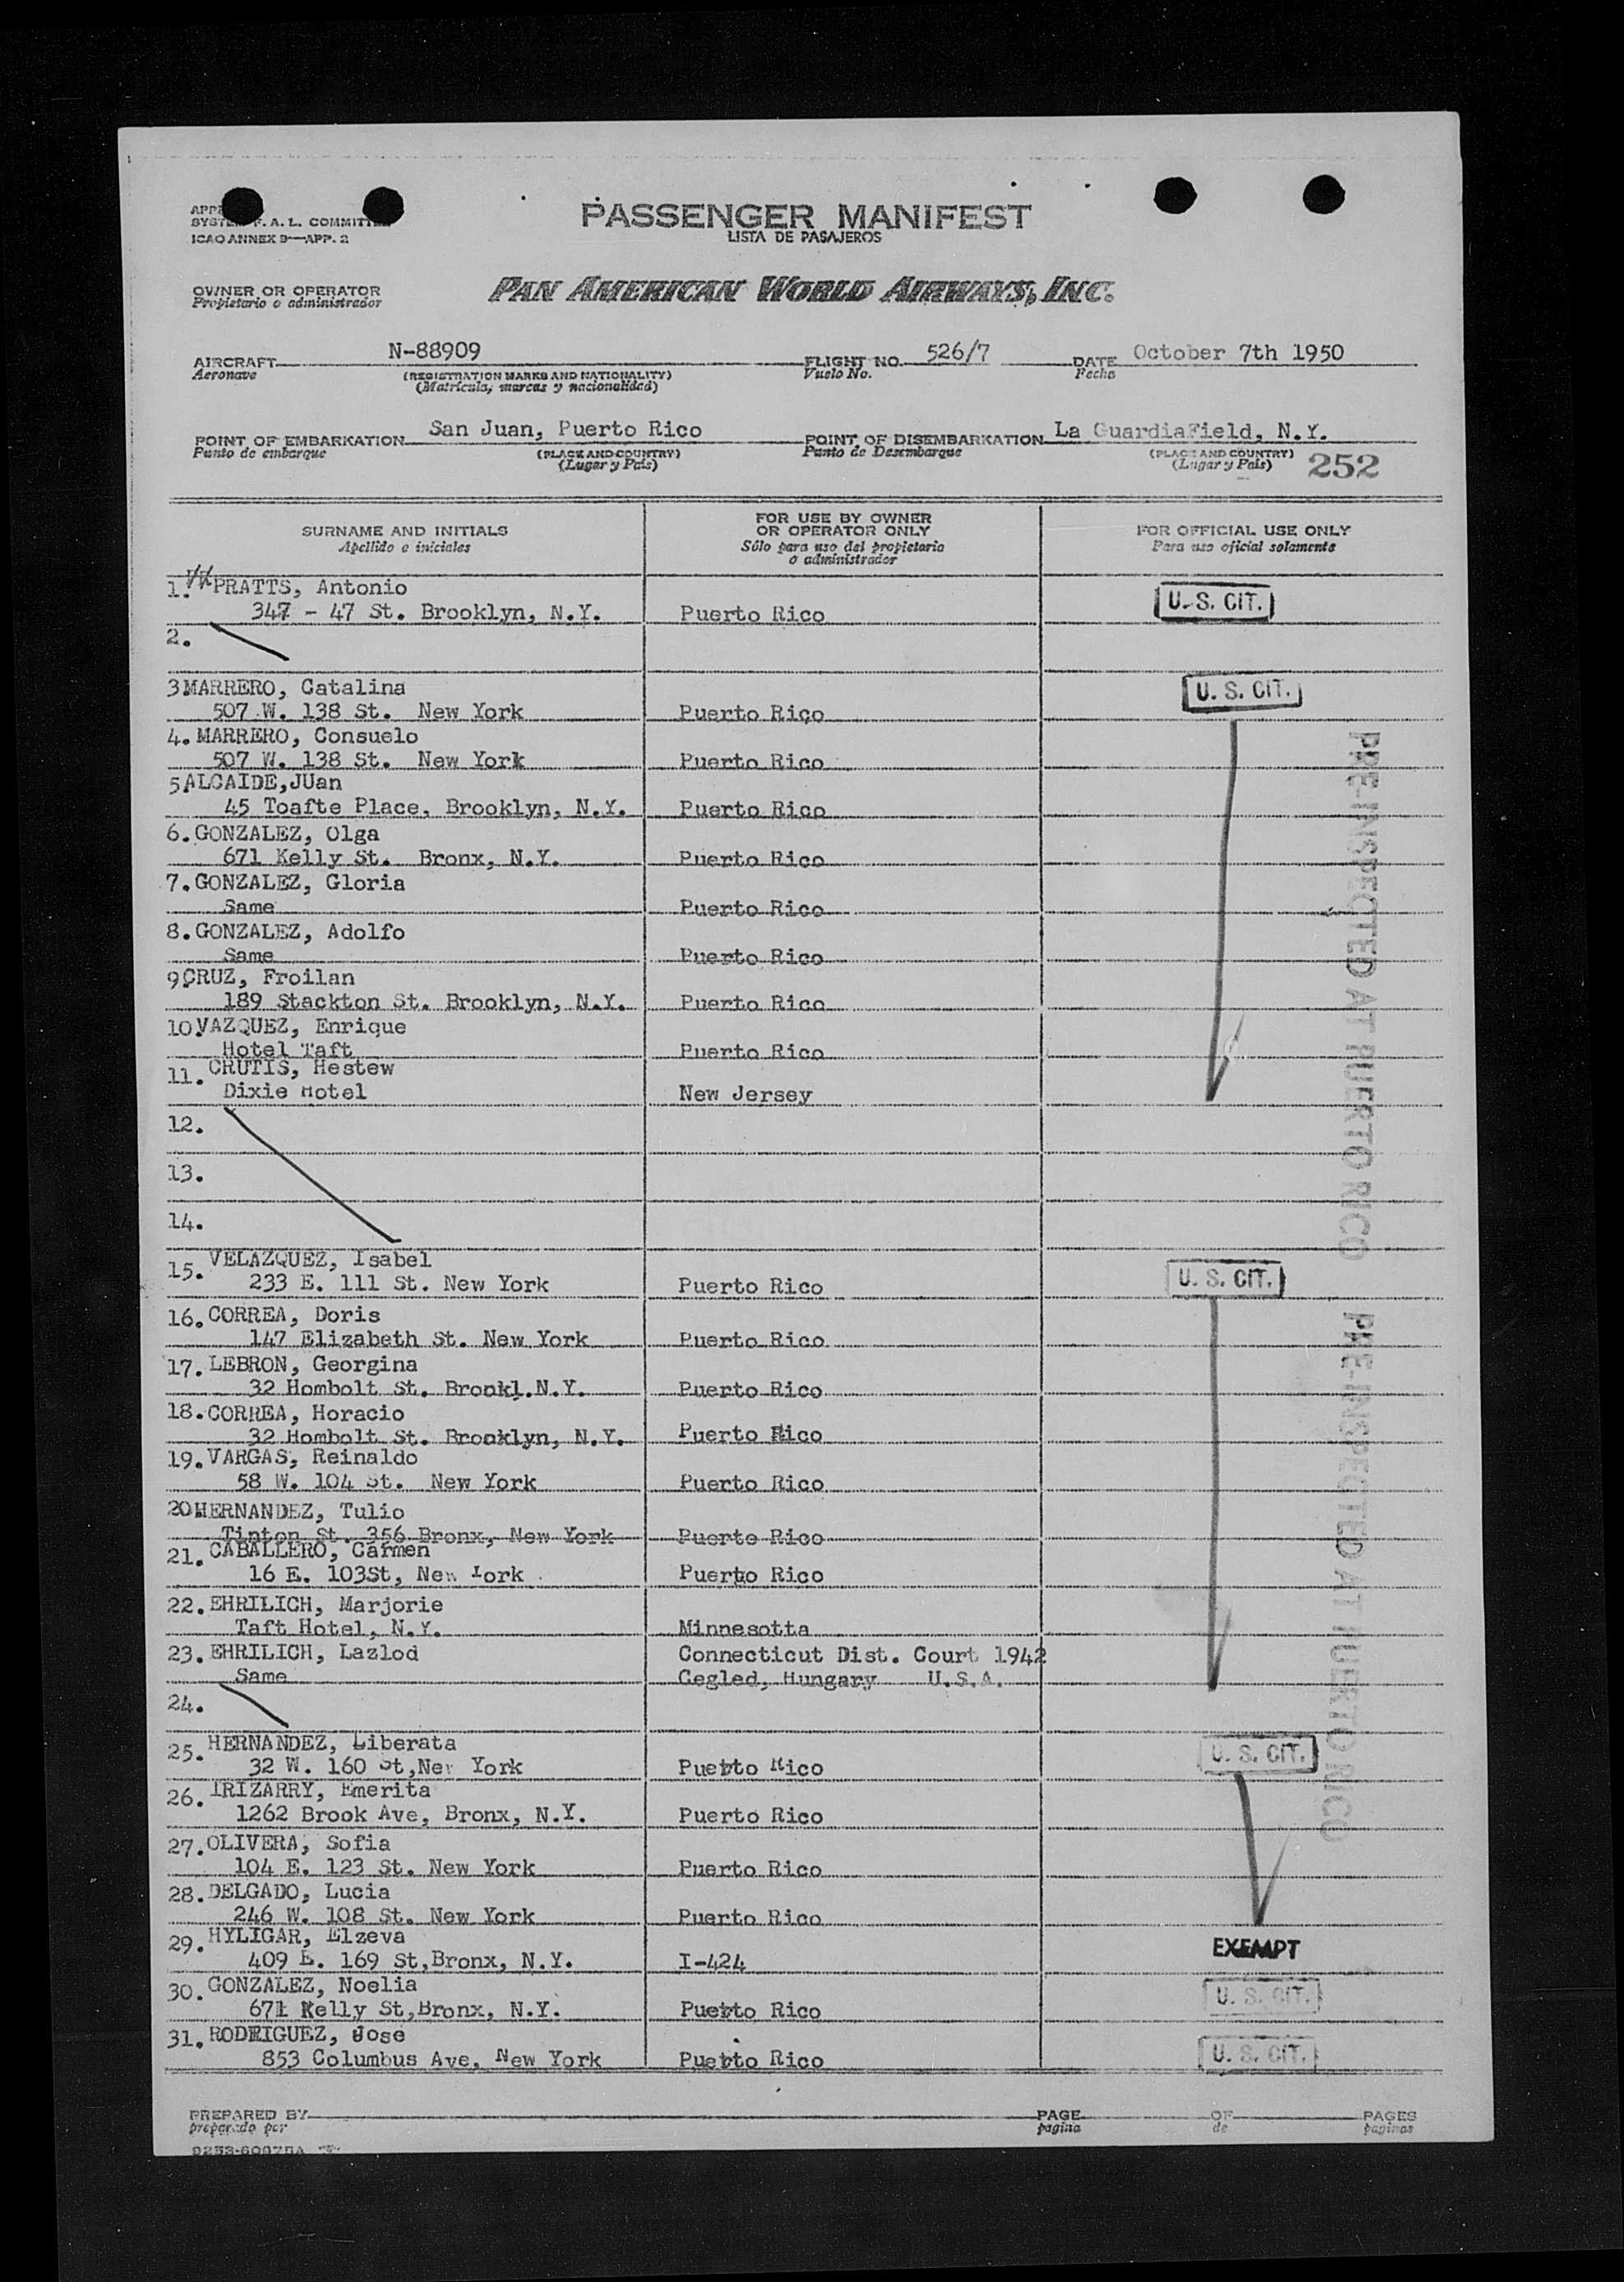 SYSTEM F. A. L. COMMITTEE
ICAO ANNEX 9—APP. 2
PASSENGER MANIFEST
LISTA DE PASAJEROS
OWNER OR OPERATOR
Propietario o administrador
PAN AMERICAN WORLD AIRWAYS, INC.
AIRCRAFT N-88909 FLIGHT NO. 526/7 DATE October 7th 1950
Aeronave (REGISTRATION MARKS AND NATIONALITY) Vuelo No. Fecha
(Matrícula, marcas y nacionalidad)
POINT OF EMBARKATION San Juan, Puerto Rico POINT OF DISEMBARKATION La GuardiaField, N.Y.
Punto de embarque (PLACE AND COUNTRY) Punto de Desembarque (PLACE AND COUNTRY)
(Lugar y País) (Lugar y País) 252
SURNAME AND INITIALS
Apellido e iniciales
FOR USE BY OWNER
OR OPERATOR ONLY
Sólo para uso del propietario
o administrador
FOR OFFICIAL USE ONLY
Para uso oficial solamente
1. PRATTS, Antonio
347 - 47 St. Brooklyn, N.Y. Puerto Rico U. S. CIT.
2.
3 MARRERO, Catalina U. S. CIT.
507 W. 138 St. New York Puerto Rico
4. MARRERO, Consuelo
507 W. 138 St. New York Puerto Rico
5 ALCAIDE,JUan
45 Toafte Place, Brooklyn, N.Y. Puerto Rico
6. GONZALEZ, Olga
671 Kelly St. Bronx, N.Y. Puerto Rico
7. GONZALEZ, Gloria
Same Puerto Rico
8. GONZALEZ, Adolfo
Same Puerto Rico
9 CRUZ, Froilan
189 Stackton St. Brooklyn, N.Y. Puerto Rico
10 VAZQUEZ, Enrique
Hotel Taft Puerto Rico
11. CRUTIS, Hestew
Dixie Hotel New Jersey
PRE-INSPECTED AT PUERTO RICO
12.
13.
14.
15. VELAZQUEZ, Isabel
233 E. 111 St. New York Puerto Rico U. S. CIT.
16. CORREA, Doris
147 Elizabeth St. New York Puerto Rico
17. LEBRON, Georgina
32 Hombolt St. Brookl.N.Y. Puerto Rico
18. CORREA, Horacio
32 Hombolt St. Brooklyn, N.Y. Puerto Rico
19. VARGAS, Reinaldo
58 W. 104 St. New York Puerto Rico
20 HERNANDEZ, Tulio
Tinton St. 356 Bronx, New York Puerto Rico
21. CABALLERO, Carmen
16 E. 103St, New York Puerto Rico
22. EHRILICH, Marjorie
Taft Hotel, N.Y. Minnesotta
23. EHRILICH, Lazlod Connecticut Dist. Court 1942
Same Cegled, Hungary U.S.A.
PRE-INSPECTED AT PUERTO RICO
24.
25. HERNANDEZ, Liberata U. S. CIT.
32 W. 160 St,New York Puerto Rico
26. IRIZARRY, Emerita
1262 Brook Ave, Bronx, N.Y. Puerto Rico
27. OLIVERA, Sofia
104 E. 123 St. New York Puerto Rico
28. DELGADO, Lucia
246 W. 108 St. New York Puerto Rico
29. HYLIGAR, Elzeva EXEMPT
409 E. 169 St,Bronx, N.Y. I-424
30. GONZALEZ, Noelia U. S. CIT.
671 Kelly St,Bronx, N.Y. Puerto Rico
31. RODRIGUEZ, Jose U. S. CIT.
853 Columbus Ave, New York Puerto Rico
PREPARED BY PAGE OF PAGES
preparado por página de páginas